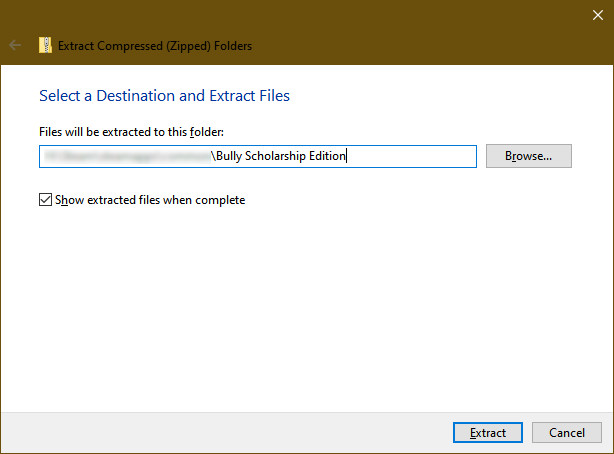 Extract Compressed (Zipped) Folders
Select a Destination and Extract Files
Files will be extracted to this folder:
\Bully Scholarship Edition
Browse...
Show extracted files when complete
Extract
Cancel